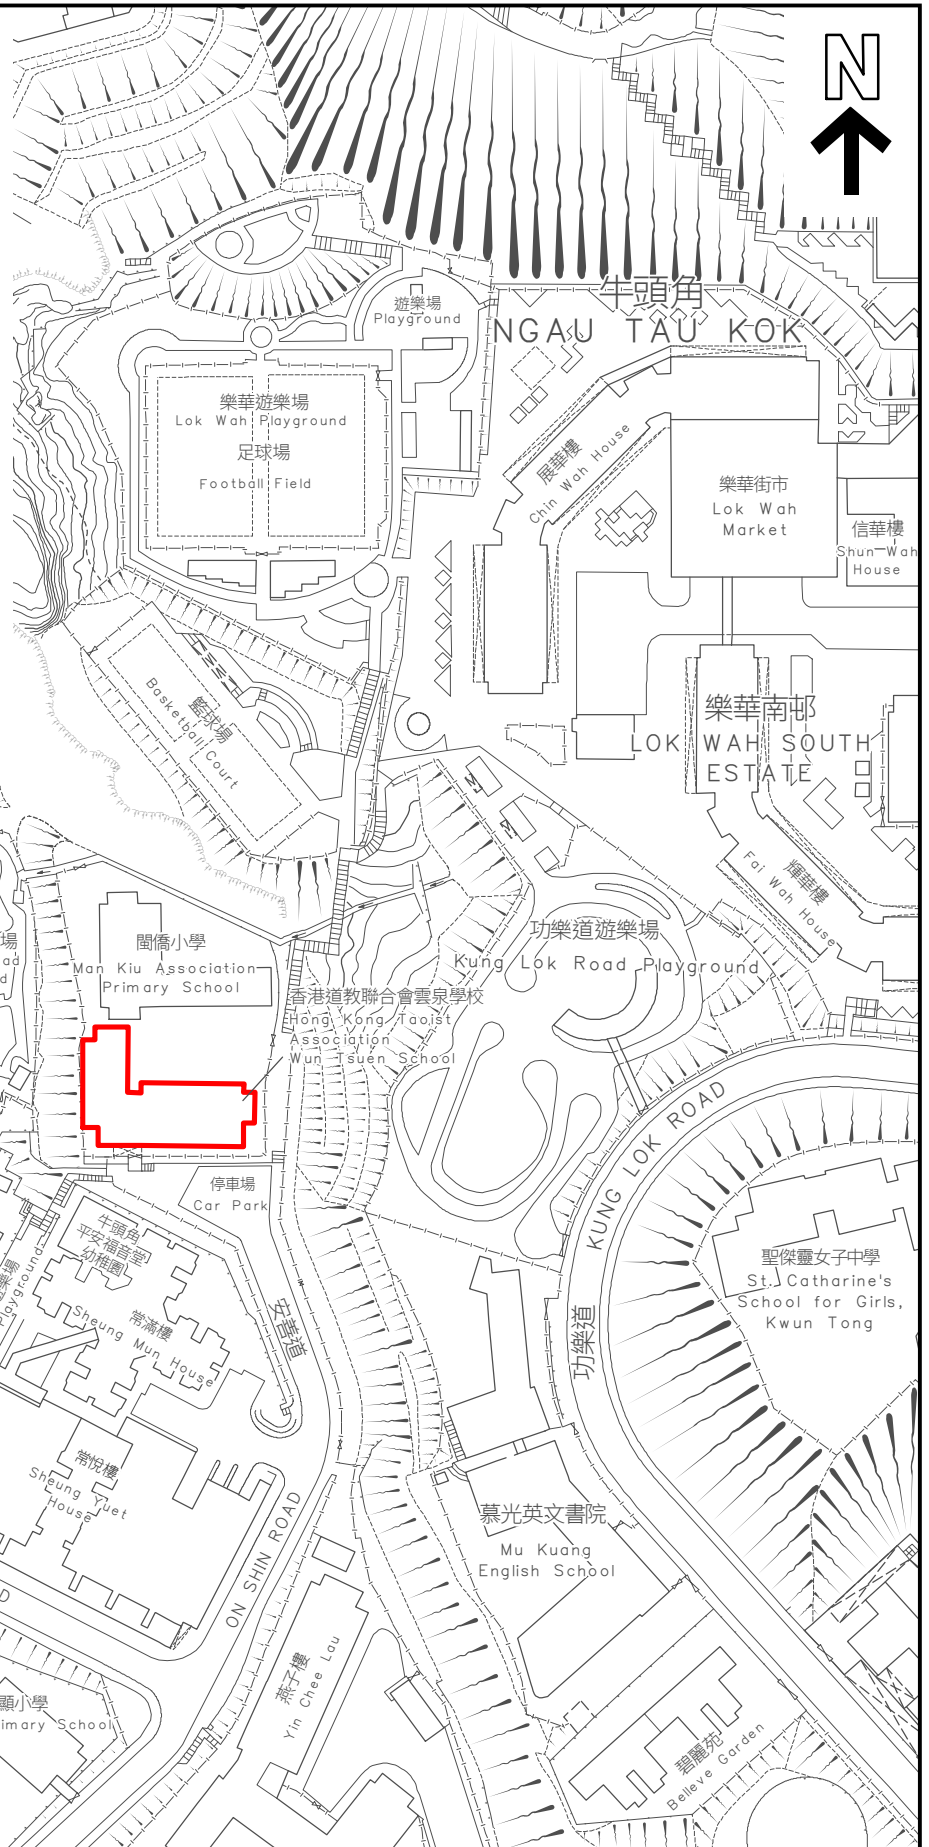 N
牛頭角
NGAU TAU KOK
遊樂場
Playground
樂華遊樂場
Lok Wah Playground
足球場
Football Field
展華樓
Chin Wah House
樂華街市
Lok Wah
Market
信華樓
Shun Wah
House
籃球場
Basketball Court
樂華南邨
LOK WAH SOUTH
ESTATE
輝華樓
Fai Wah House
閩僑小學
Man Kiu Association
Primary School
功樂道遊樂場
Kung Lok Road Playground
香港道教聯合會雲泉學校
Hong Kong Taoist
Association
Wun Tsuen School
停車場
Car Park
KUNG LOK ROAD
功樂道
牛頭角
平安福音堂
幼稚園
Playground
常滿樓
Sheung Mun House
安善道
聖傑靈女子中學
St. Catharine's
School for Girls,
Kwun Tong
常悅樓
Sheung Yuet
House
ON SHIN ROAD
慕光英文書院
Mu Kuang
English School
燕子樓
Yin Chee Lau
顯小學
imary School
碧麗苑
Belleve Garden